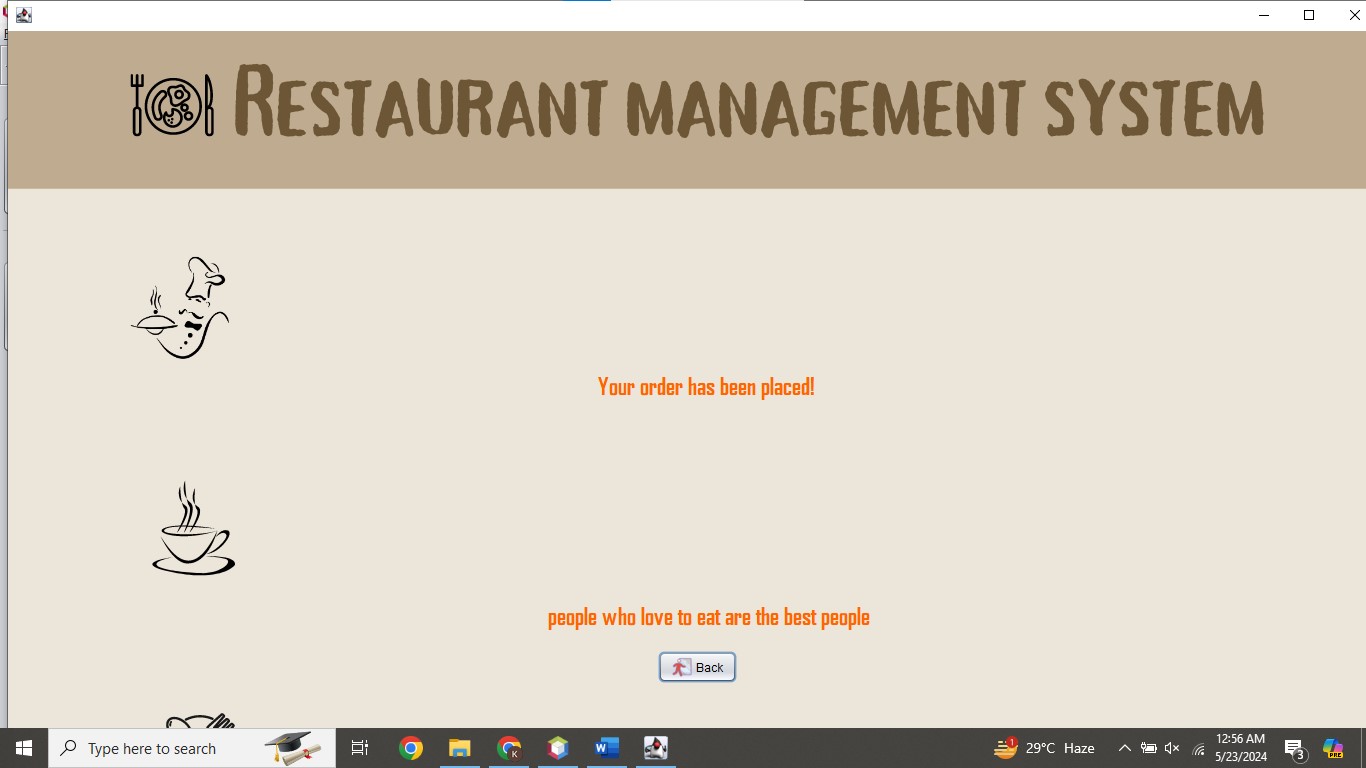 RESTAURANT MANAGEMENT SYSTEM
Your order has been placed!
people who love to eat are the best people
Back
Type here to search
K
W
1
29°C Haze
12:56 AM
5/23/2024
3
PRE